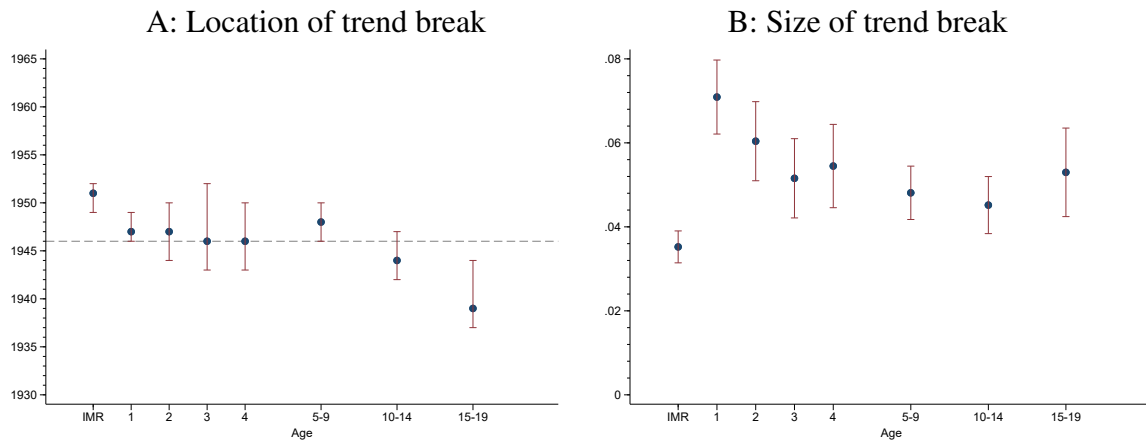 A: Location of trend break
1965
1960
1955
1950
1945
1940
1935
1930
IMR 1 2 3 4 5-9 10-14 15-19
Age
B: Size of trend break
.08
.06
.04
.02
0
IMR 1 2 3 4 5-9 10-14 15-19
Age